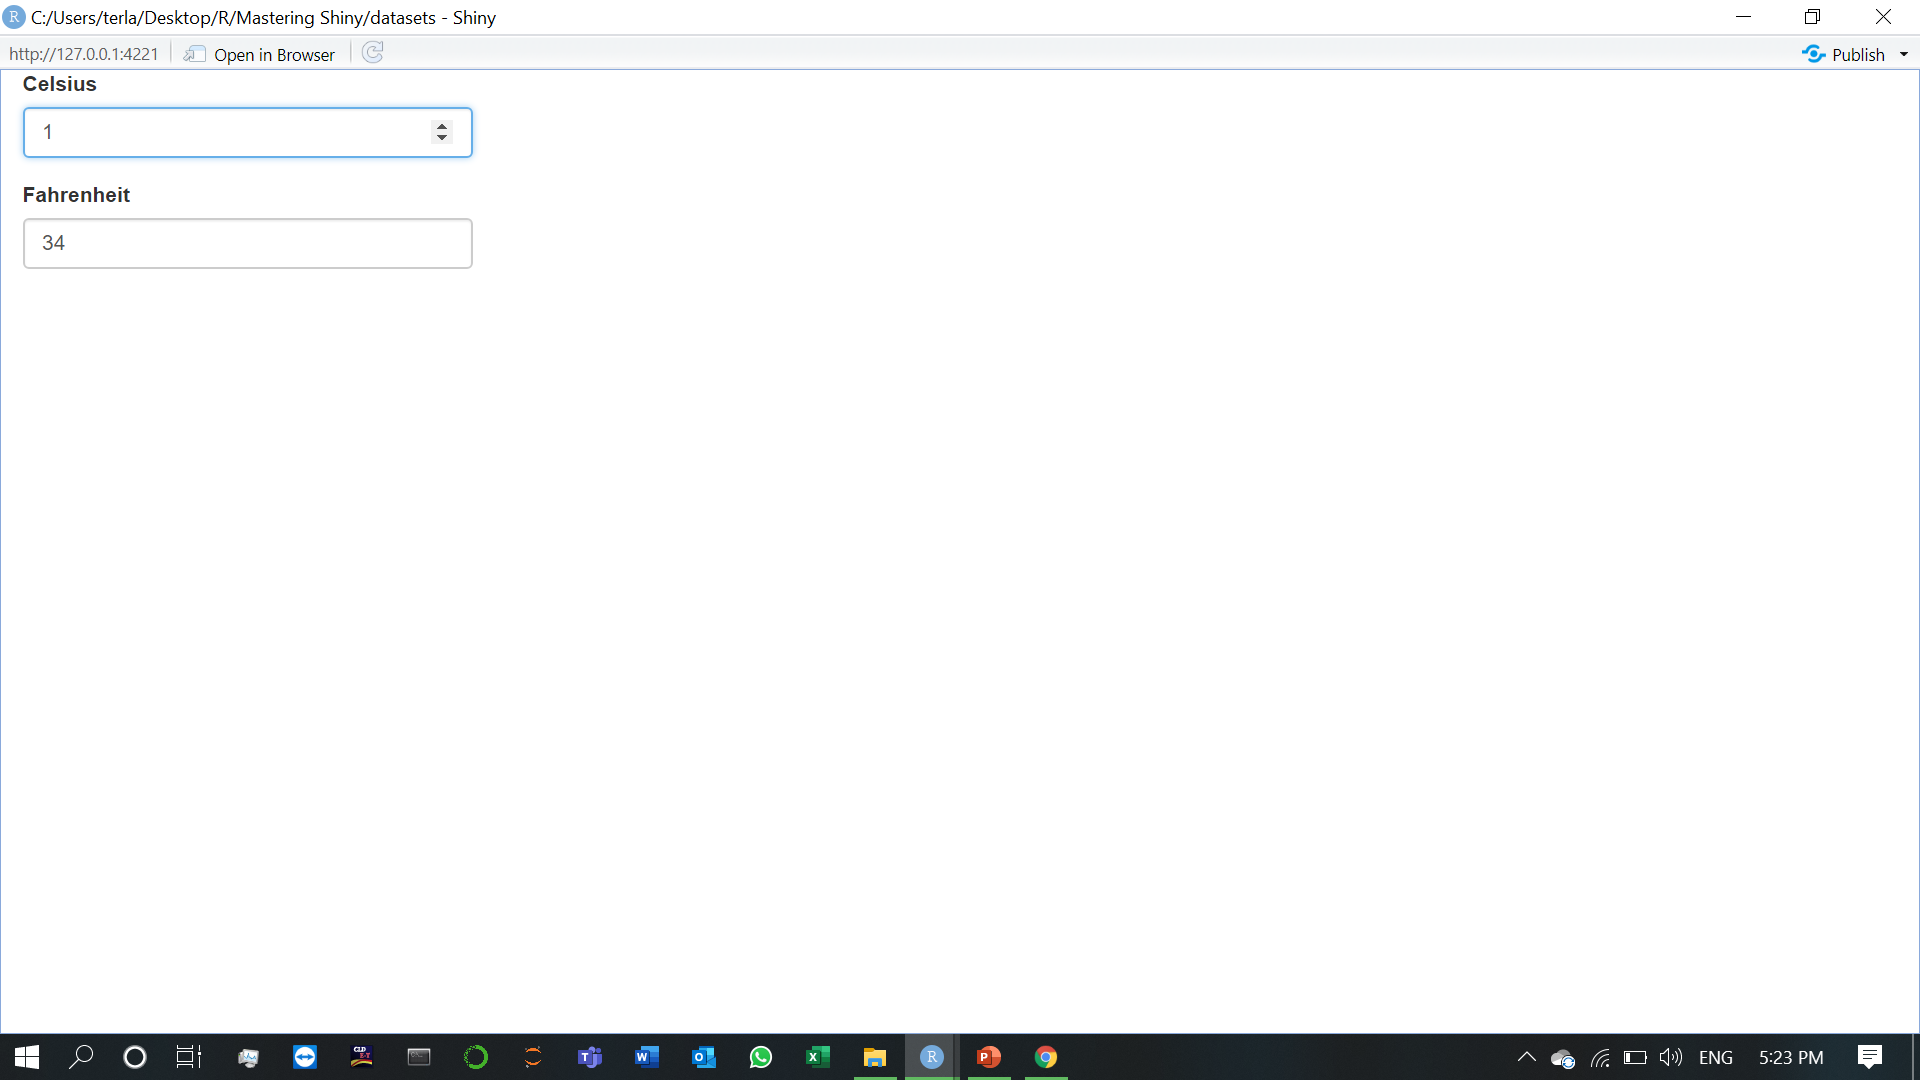 R C:/Users/terla/Desktop/R/Mastering Shiny/datasets - Shiny
http://127.0.0.1:4221 Open in Browser Publish
Celsius
1
Fahrenheit
34
CLD
E-T
T W O X R P ENG 5:23 PM